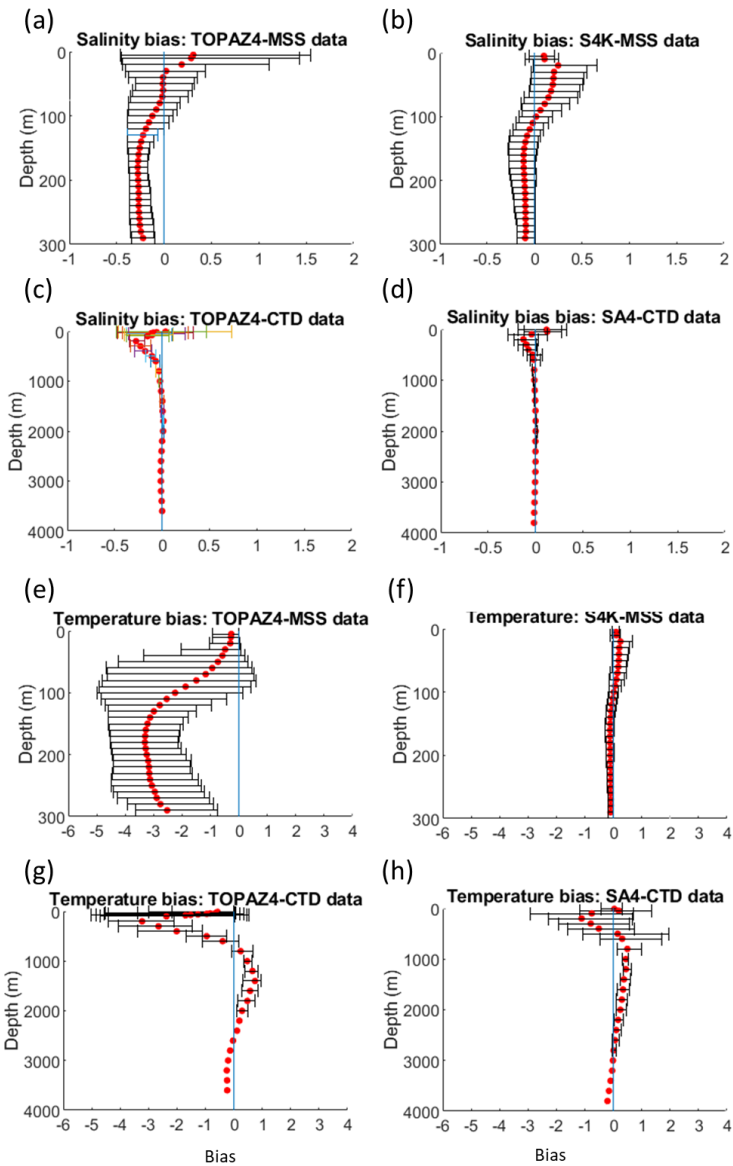 (a) (b)
Salinity bias: TOPAZ4-MSS data Salinity bias: S4K-MSS data
0 0
Depth (m) 100 Depth (m) 100
200 200
300 300
-1 -0.5 0 0.5 1 1.5 2 -1 -0.5 0 0.5 1 1.5 2
(c) (d)
Salinity bias: TOPAZ4-CTD data Salinity bias bias: SA4-CTD data
0 0
1000 1000
Depth (m) 2000 Depth (m) 2000
3000 3000
4000 4000
-1 -0.5 0 0.5 1 1.5 2 -1 -0.5 0 0.5 1 1.5 2
(e) (f)
Temperature bias: TOPAZ4-MSS data Temperature: S4K-MSS data
0 0
Depth (m) 100 Depth (m) 100
200 200
300 300
-6 -5 -4 -3 -2 -1 0 1 2 3 4 -6 -5 -4 -3 -2 -1 0 1 2 3 4
(g) (h)
Temperature bias: TOPAZ4-CTD data Temperature bias: SA4-CTD data
0 0
1000 1000
Depth (m) 2000 Depth (m) 2000
3000 3000
4000 4000
-6 -5 -4 -3 -2 -1 0 1 2 3 4 -6 -5 -4 -3 -2 -1 0 1 2 3 4
Bias Bias